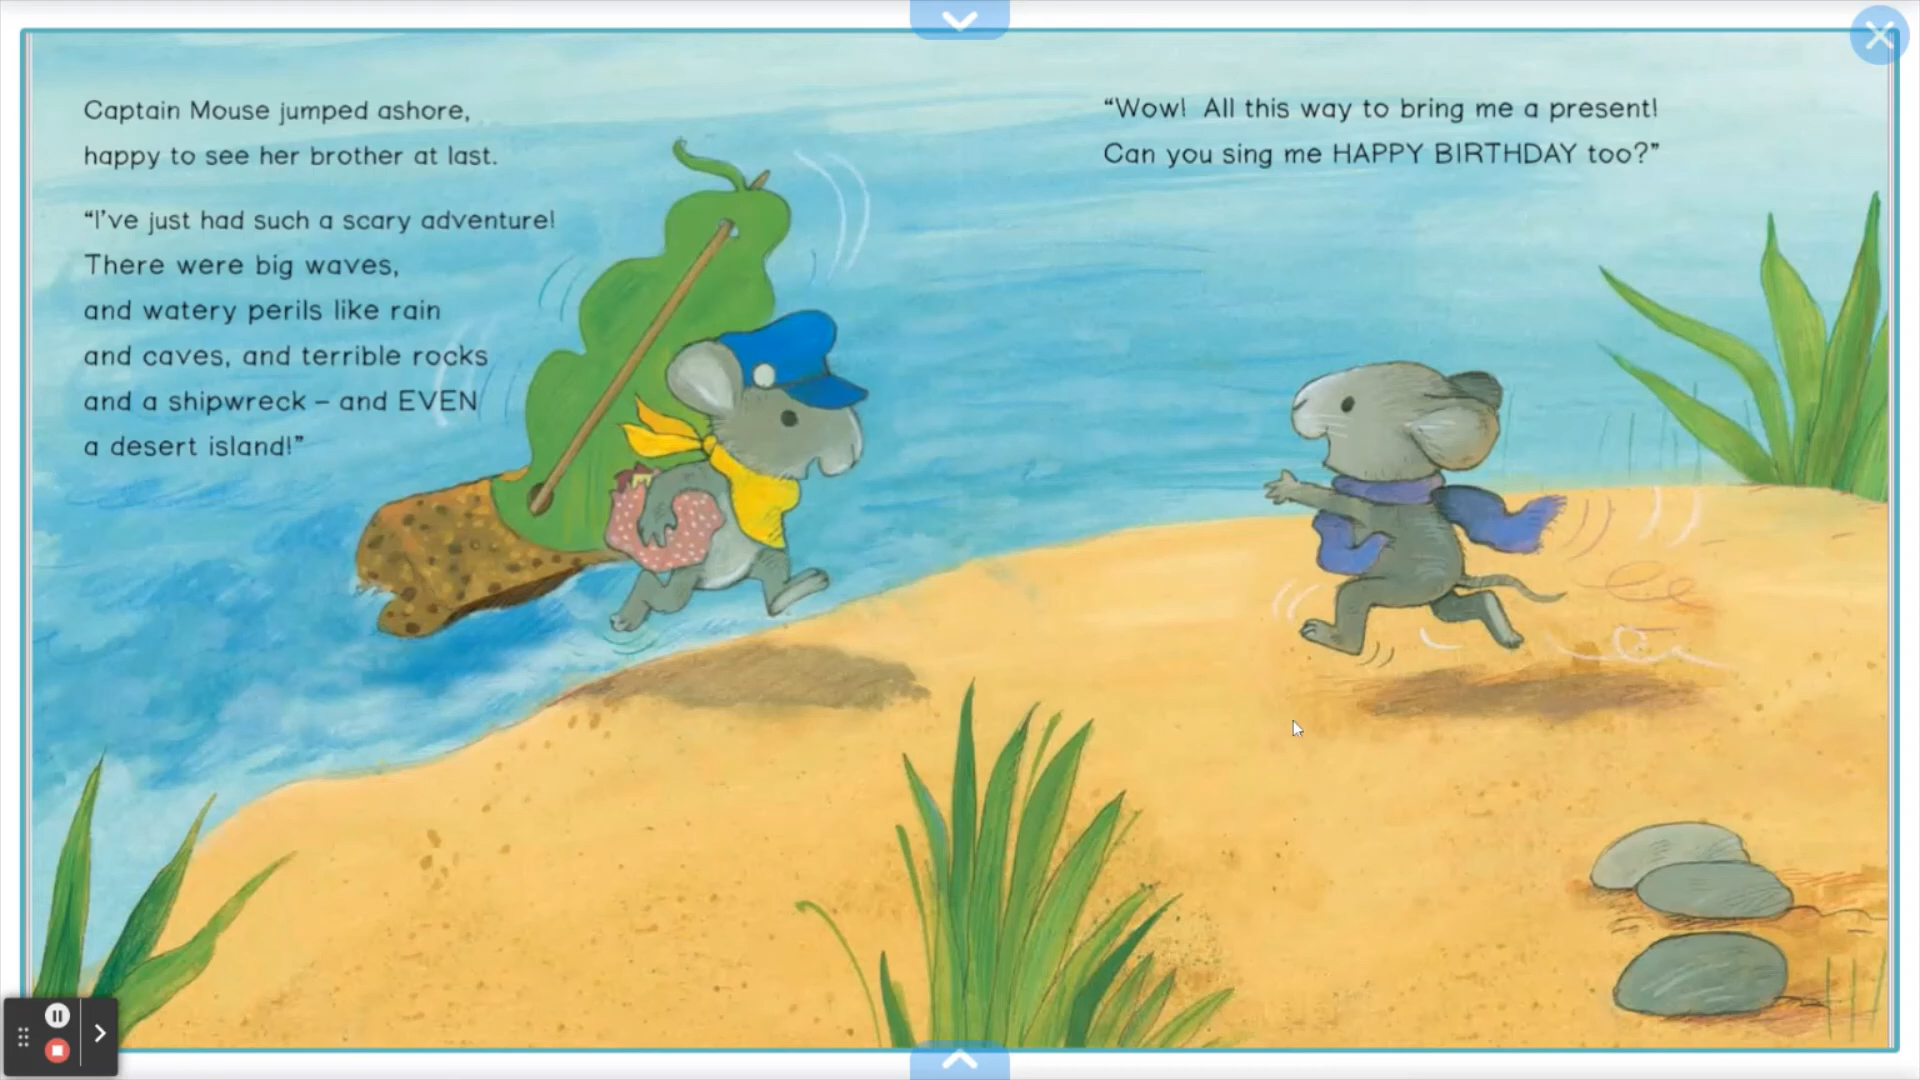 Captain Mouse jumped ashore,
happy to see her brother at last.
“I’ve just had such a scary adventure!
There were big waves,
and watery perils like rain
and caves, and terrible rocks
and a shipwreck – and EVEN
a desert island!”
“Wow! All this way to bring me a present!
Can you sing me HAPPY BIRTHDAY too?”